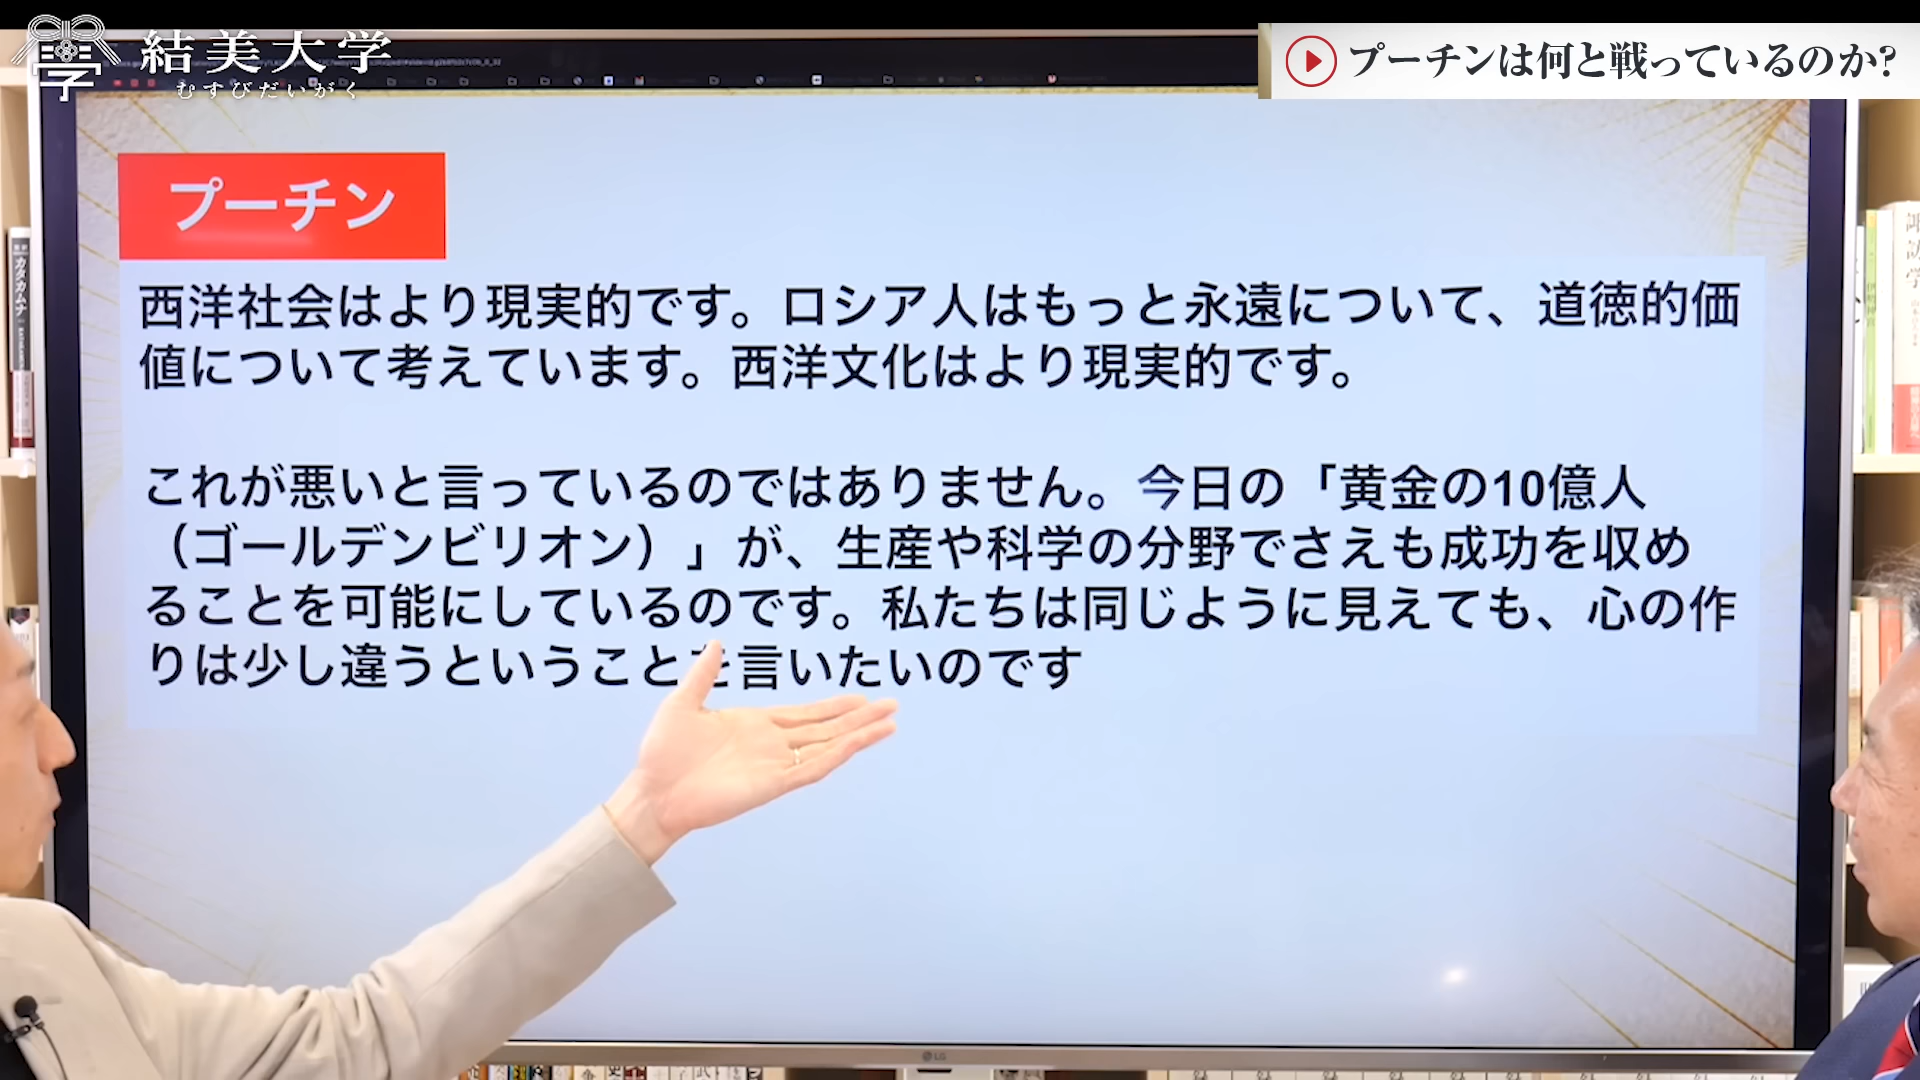 結美大学
むすびだいがく
学
プーチンは何と戦っているのか?
プーチン
西洋社会はより現実的です。ロシア人はもっと永遠について、道徳的価
値について考えています。西洋文化はより現実的です。
これが悪いと言っているのではありません。今日の「黄金の10億人
（ゴールデンビリオン）」が、生産や科学の分野でさえも成功を収め
ることを可能にしているのです。私たちは同じように見えても、心の作
りは少し違うということを言いたいのです
カタカムナ
LG